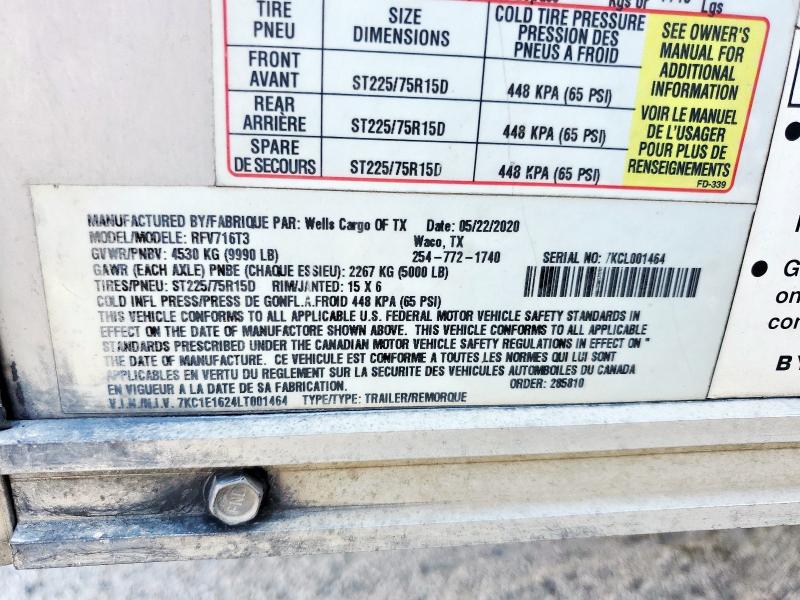 Kgs or
Lgs
TIRE SIZE COLD TIRE PRESSURE
PNEU DIMENSIONS PRESSION DES
PNEUS A FROID
FRONT
AVANT ST225/75R15D 448 KPA (65 PSI)
REAR
ARRIÈRE ST225/75R15D 448 KPA (65 PSI)
SPARE
DE SECOURS ST225/75R15D 448 KPA (65 PSI)
SEE OWNER'S
MANUAL FOR
ADDITIONAL
INFORMATION
VOIR LE MANUEL
DE L'USAGER
POUR PLUS DE
RENSEIGNEMENTS
FD-339
MANUFACTURED BY/FABRIQUE PAR: Wells Cargo OF TX Date: 05/22/2020
MODEL/MODELE: RFV716T3 Waco, TX
GVWR/PNBV: 4530 KG (9990 LB) 254-772-1740 SERIAL NO: 7KCL001464
GAWR (EACH AXLE) PNBE (CHAQUE ESSIEU): 2267 KG (5000 LB)
TIRES/PNEU: ST225/75R15D RIM/JANTED: 15 X 6
COLD INFL PRESS/PRESS DE GONFL.A.FROID 448 KPA (65 PSI)
THIS VEHICLE CONFORMS TO ALL APPLICABLE U.S. FEDERAL MOTOR VEHICLE SAFETY STANDARDS IN
EFFECT ON THE DATE OF MANUFACTORE SHOWN ABOVE. THIS VEHICLE CONFORMS TO ALL APPLICABLE
STANDARDS PRESCRIBED UNDER THE CANADIAN MOTOR VEHICLE SAFETY REGULATIONS IN EFFECT ON "
THE DATE OF MANUFACTURE. CE VEHICULE EST CONFORME A TOUTES LES NORMES QUI LUI SONT
APPLICABLES EN VERTU DU REGLEMENT SUR LA SECURITE DES VEHICLES AUTOMBOILES DU CANADA
EN VIGUEUR A LA DATE DE SA FABRICATION. ORDER: 285810
V.I.N./N.I.V. 7KC1E1624LT001464 TYPE/TYPE: TRAILER/REMORQUE
G
on
con
BY